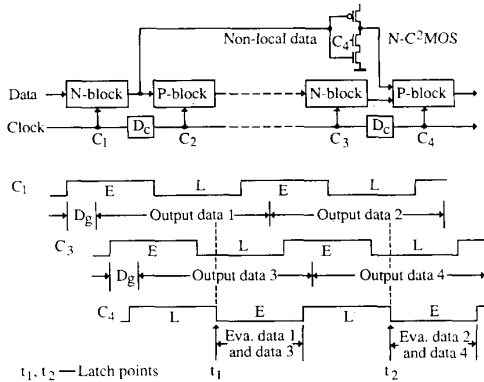 Non-local data
C4
N-C²MOS
Data
N-block
P-block
N-block
P-block
Clock
Dc
Dc
C1
C2
C3
C4
C1
E
L
E
L
Dg
Output data 1
Output data 2
C3
E
L
E
L
Dg
Output data 3
Output data 4
E
C4
L
E
L
E
Eva. data 1
and data 3
Eva. data 2
and data 4
t1, t2 — Latch points
t1
t2